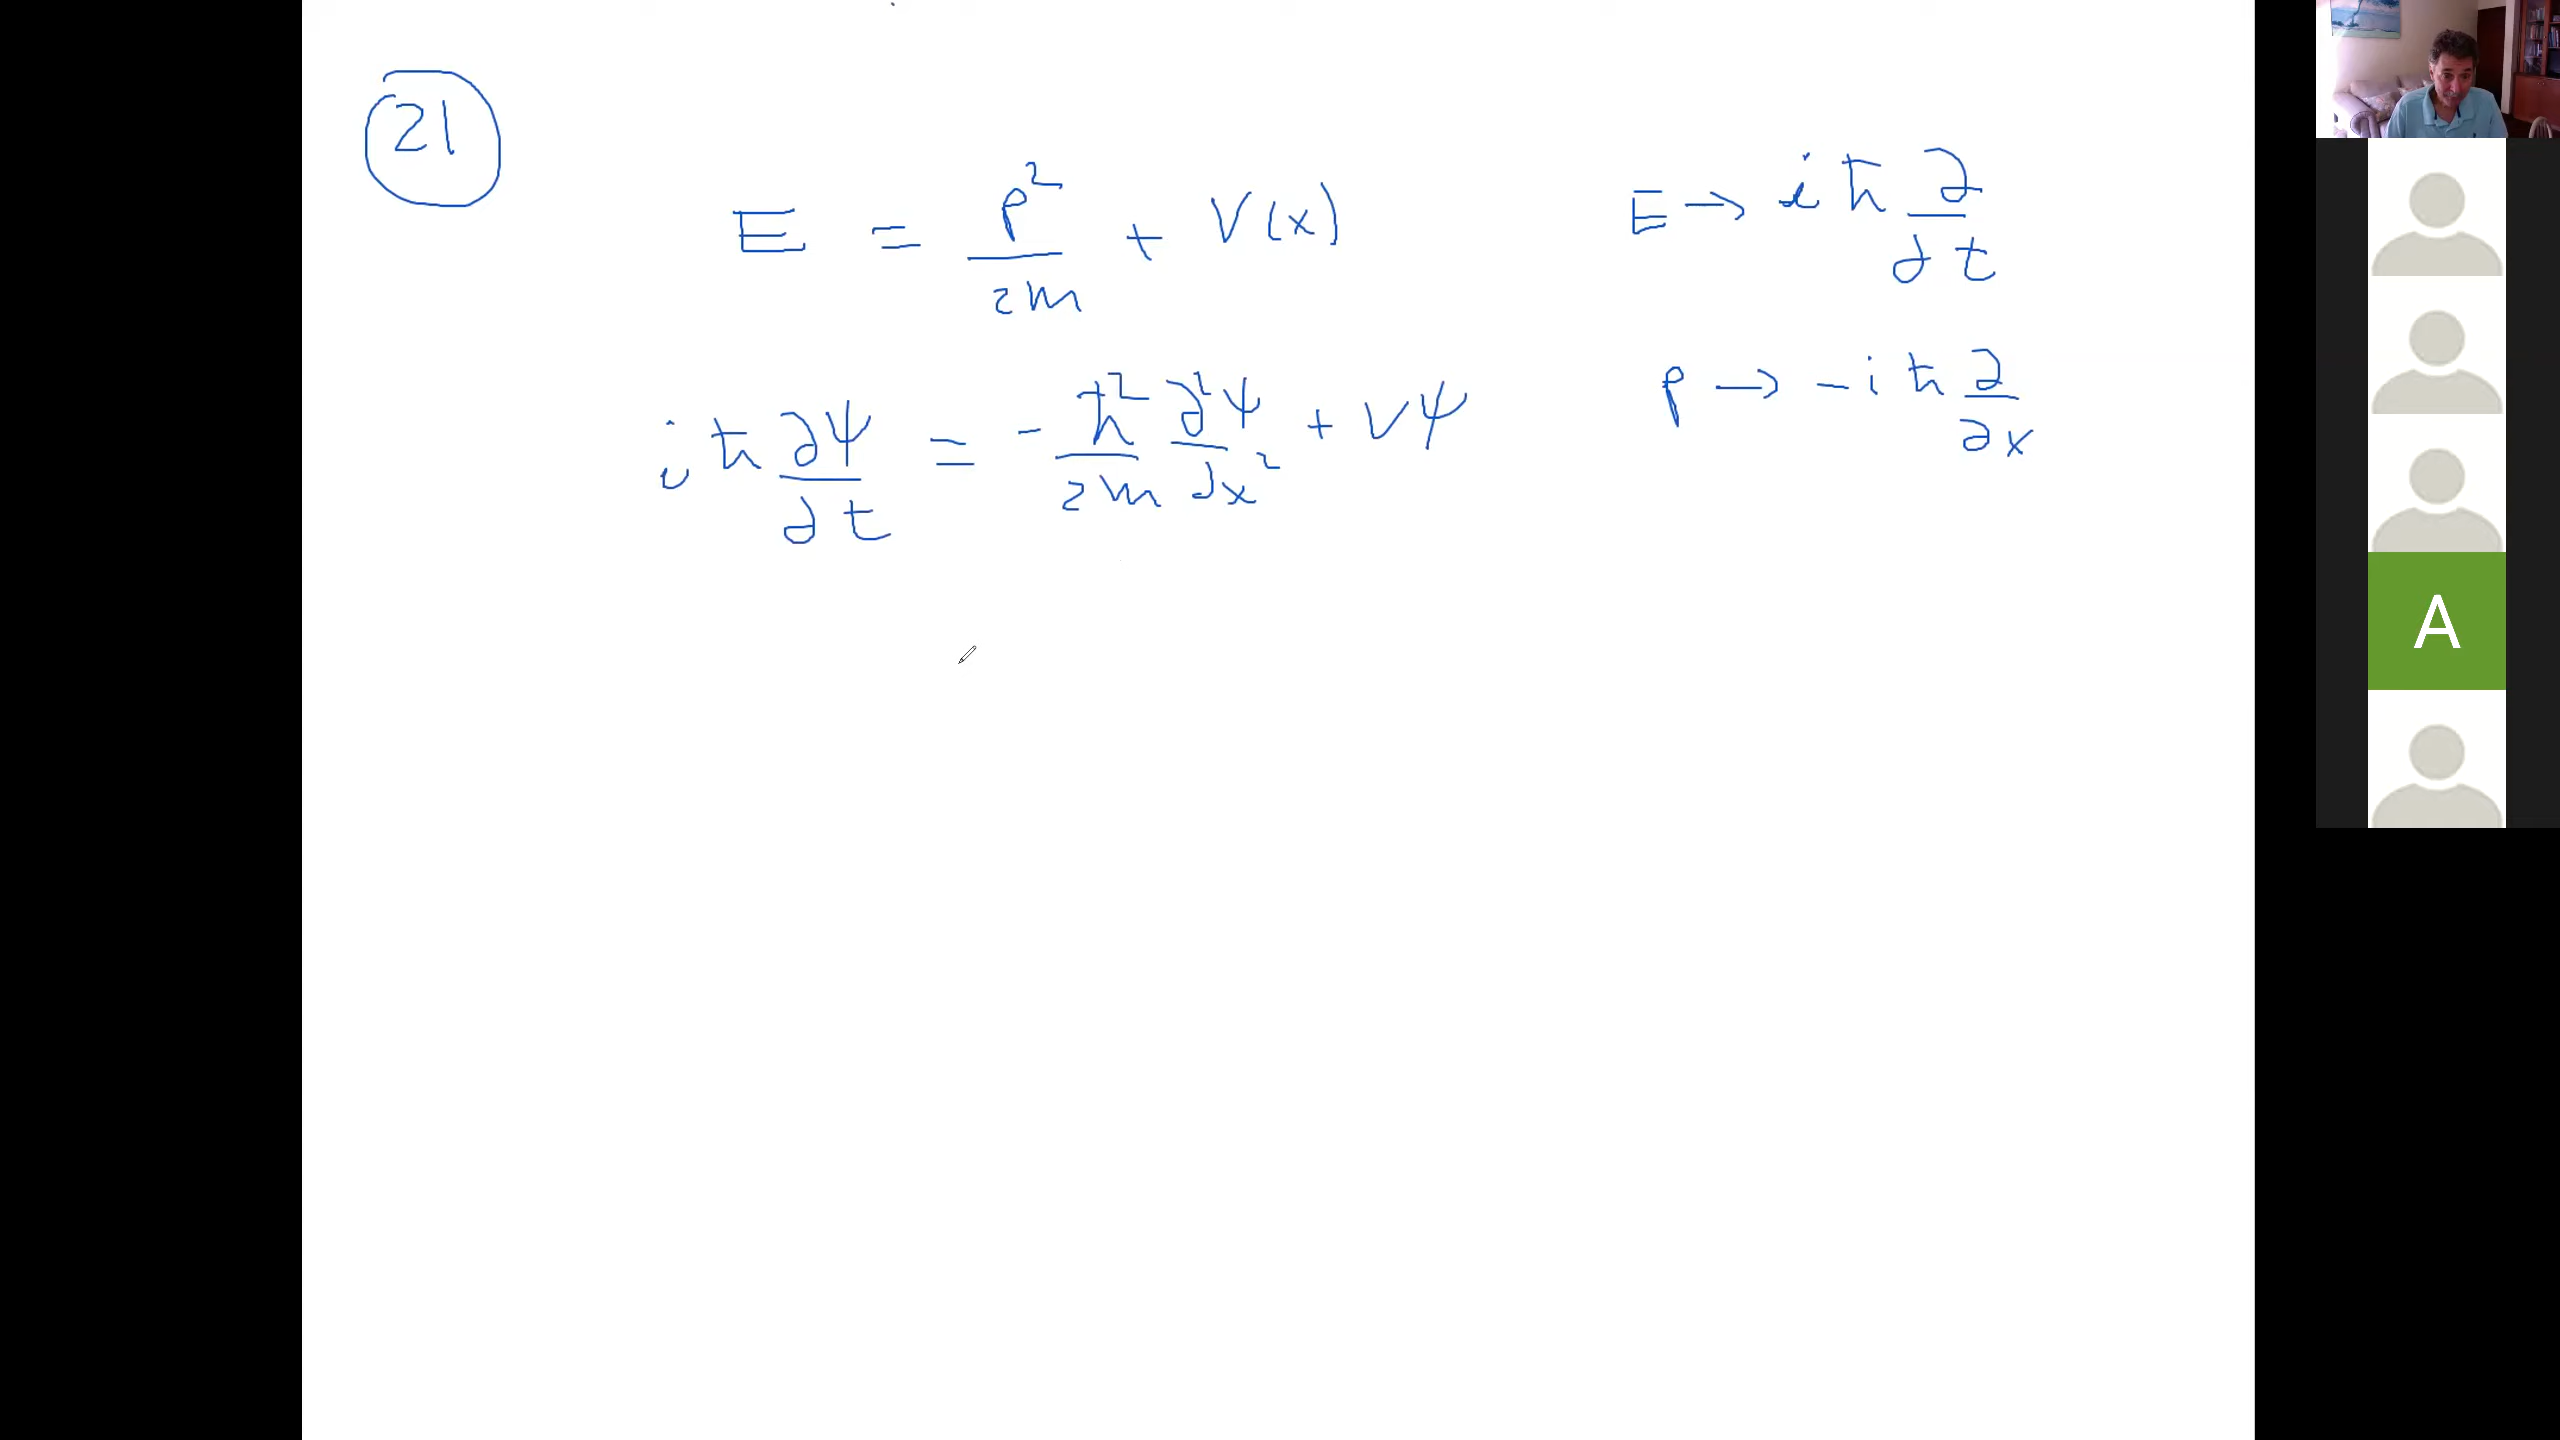 21
E = p²/2m + V(x)
E → iħ ∂/∂t
iħ ∂ψ/∂t = - ħ²/2m ∂²ψ/∂x² + Vψ
p → -iħ ∂/∂x
A